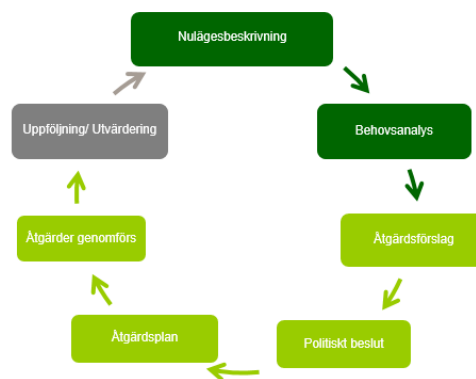 Nulägesbeskrivning
Behovsanalys
Åtgärdsförslag
Politiskt beslut
Åtgärdsplan
Åtgärder genomförs
Uppföljning/ Utvärdering